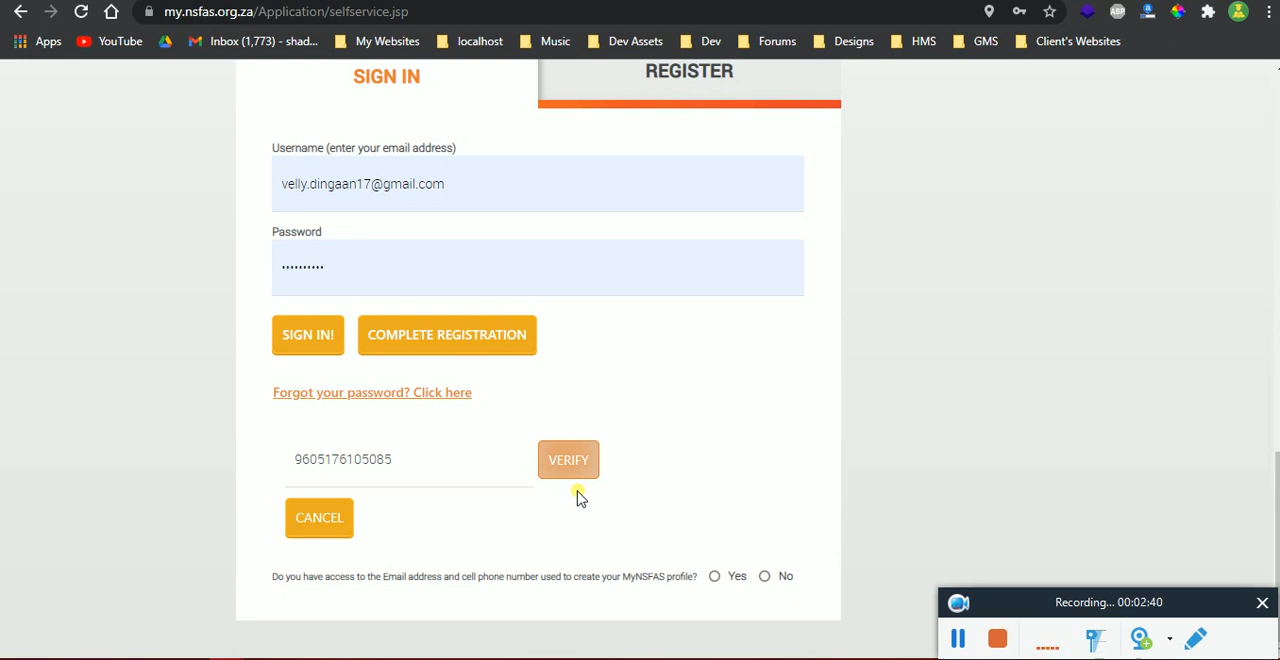 my.nsfas.org.za/Application/selfservice.jsp
ABP
Apps YouTube Inbox (1,773) - shad... My Websites localhost Music Dev Assets Dev Forums Designs HMS GMS Client's Websites
SIGN IN REGISTER
Username (enter your email address)
velly.dingaan17@gmail.com
Password
••••••••••
SIGN IN! COMPLETE REGISTRATION
Forgot your password? Click here
9605176105085 VERIFY
CANCEL
Do you have access to the Email address and cell phone number used to create your MyNSFAS profile? Yes No
Recording... 00:02:40